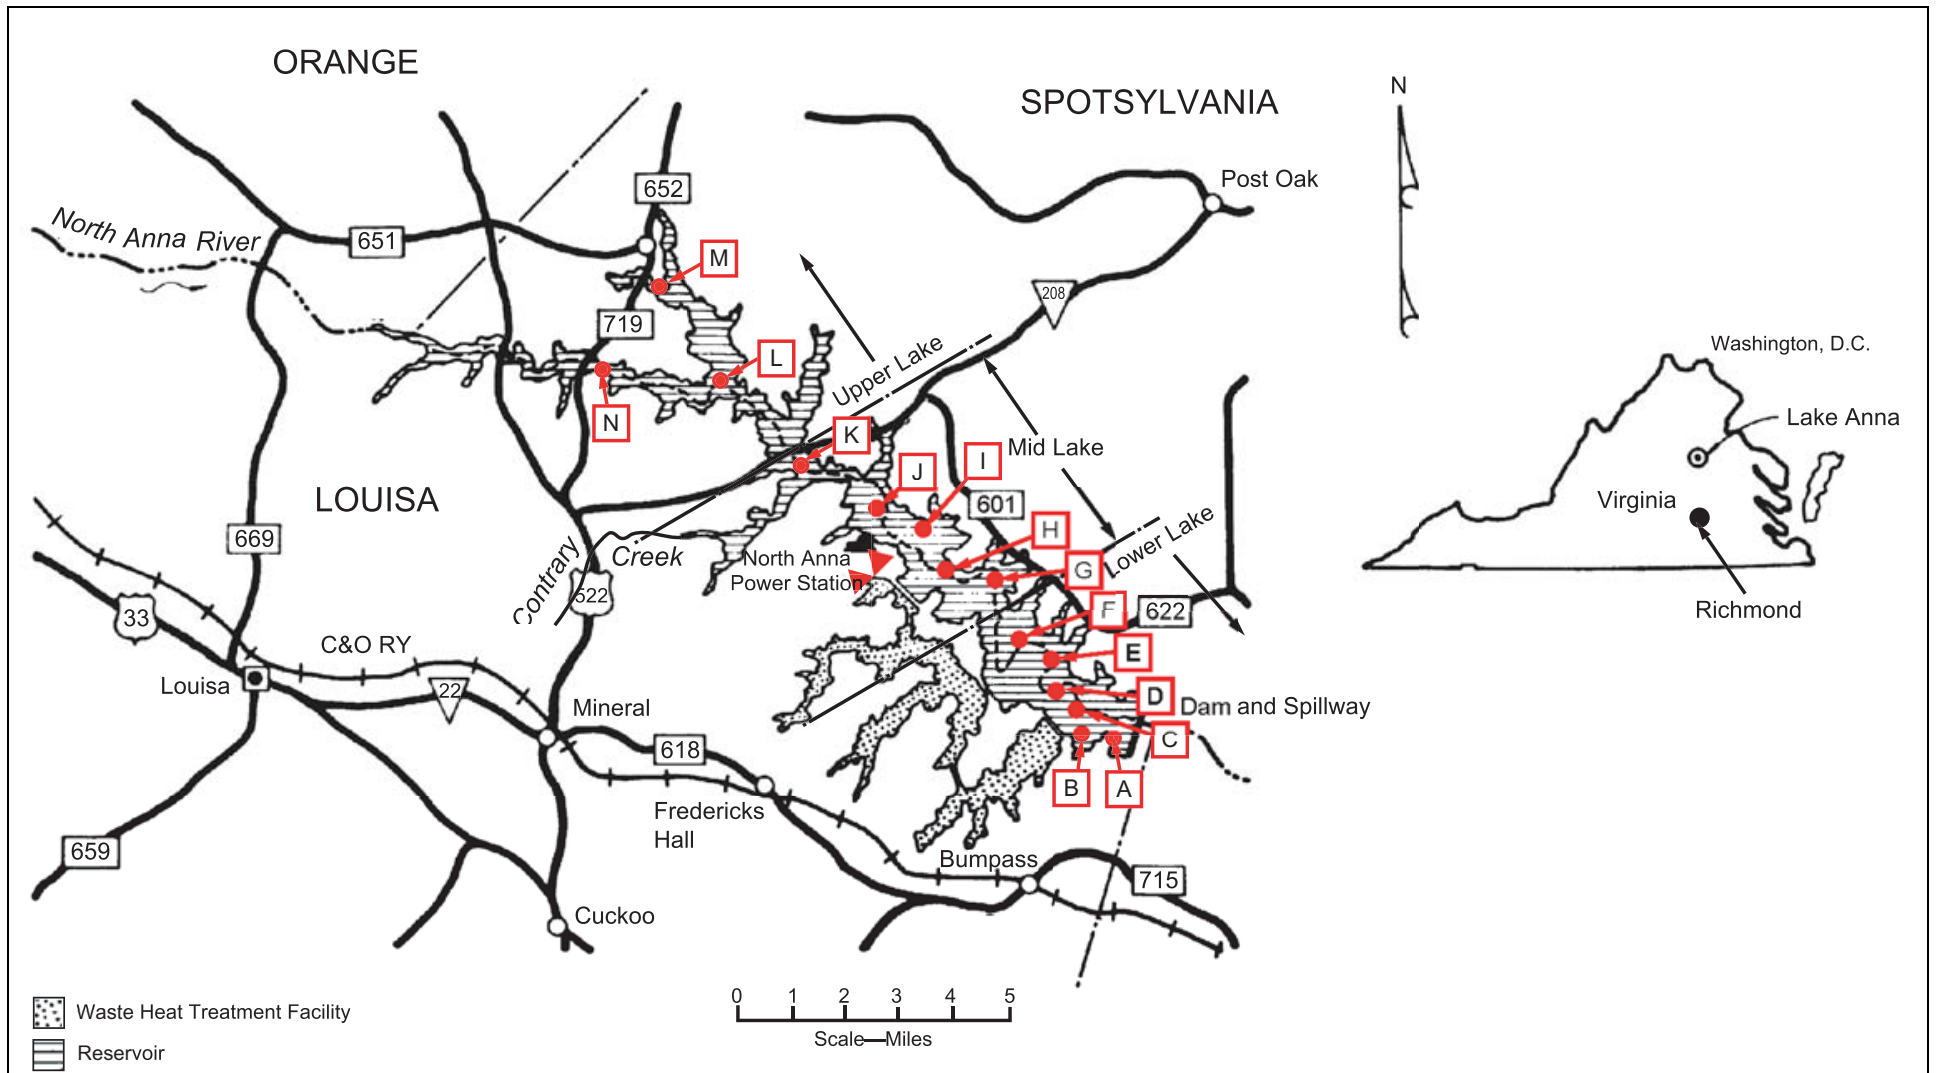 ORANGE
SPOTSYLVANIA
N
652
Post Oak
North Anna River
651
M
208
719
Upper Lake
L
Washington, D.C.
Lake Anna
N
K
Mid Lake
J
I
LOUISA
601
Virginia
669
H
Lower Lake
Contrary
Creek
North Anna
Power Station
G
522
F
622
Richmond
33
C&O RY
E
Louisa
22
Mineral
D
Dam and Spillway
618
C
B
A
Fredericks
Hall
659
Bumpass
715
Cuckoo
0 1 2 3 4 5
Scale—Miles
Waste Heat Treatment Facility
Reservoir